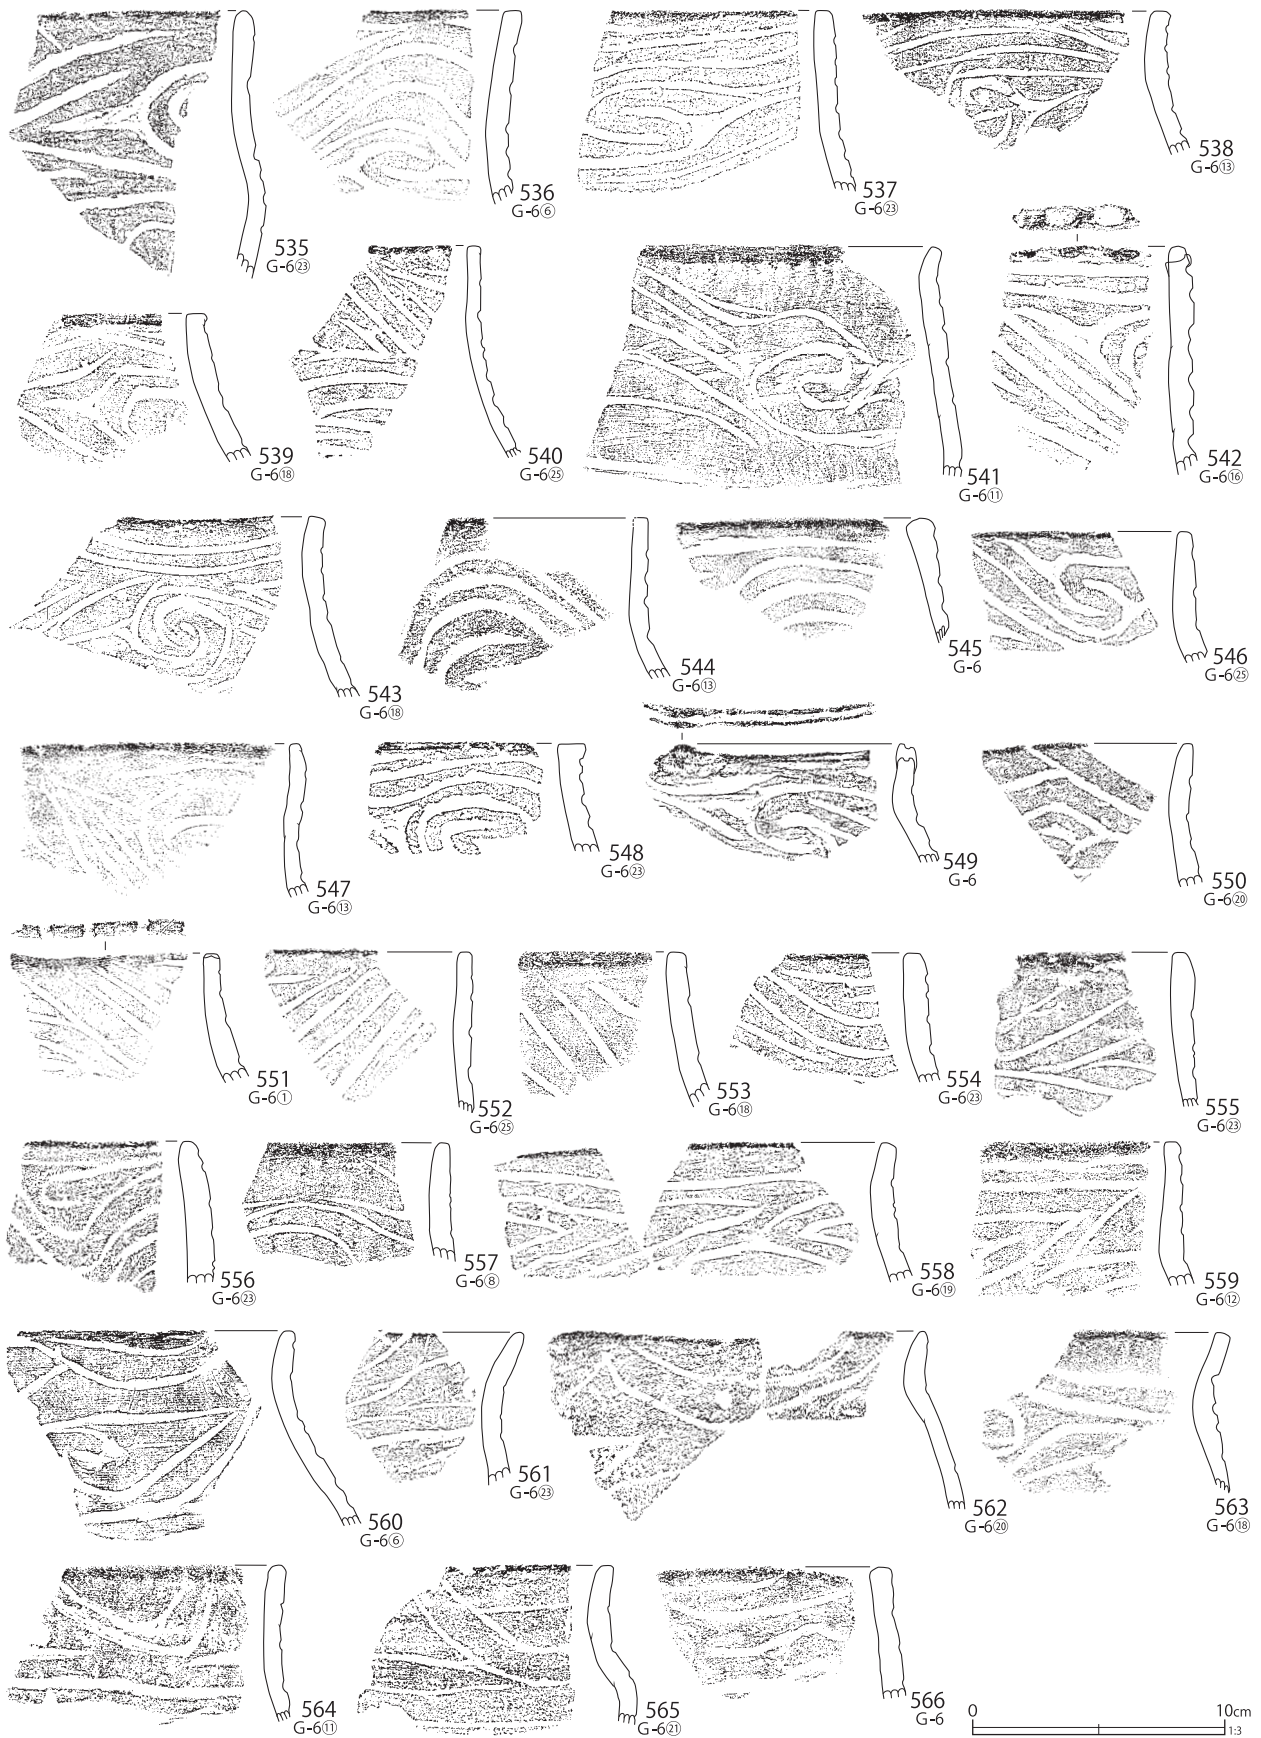 535
G-6㉓
536
G-6⑥
537
G-6㉓
538
G-6⑬
539
G-6⑱
540
G-6㉕
541
G-6⑪
542
G-6⑯
543
G-6⑱
544
G-6⑬
545
G-6
546
G-6㉕
547
G-6⑬
548
G-6㉓
549
G-6
550
G-6⑳
551
G-6①
552
G-6㉕
553
G-6⑱
554
G-6㉓
555
G-6㉓
556
G-6㉓
557
G-6⑧
558
G-6⑲
559
G-6⑫
560
G-6⑥
561
G-6㉓
562
G-6⑳
563
G-6⑱
564
G-6⑪
565
G-6㉑
566
G-6
0 10cm
1:3